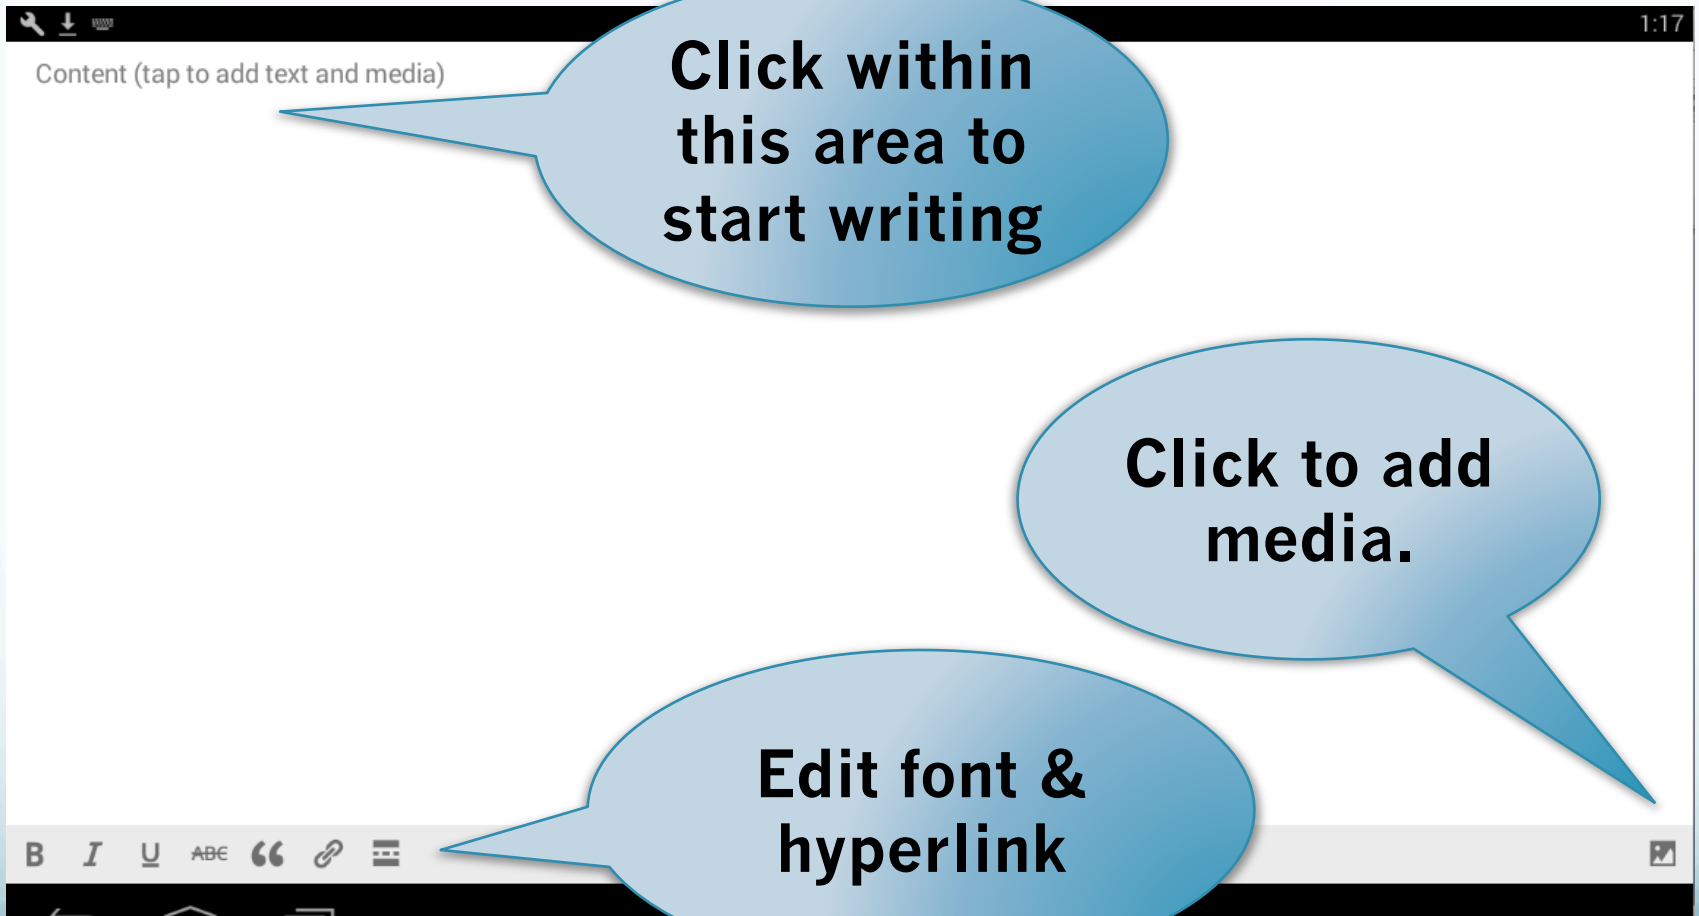 1:17
Content (tap to add text and media)
Click within
this area to
start writing
Click to add
media.
Edit font &
hyperlink
B I U ABC